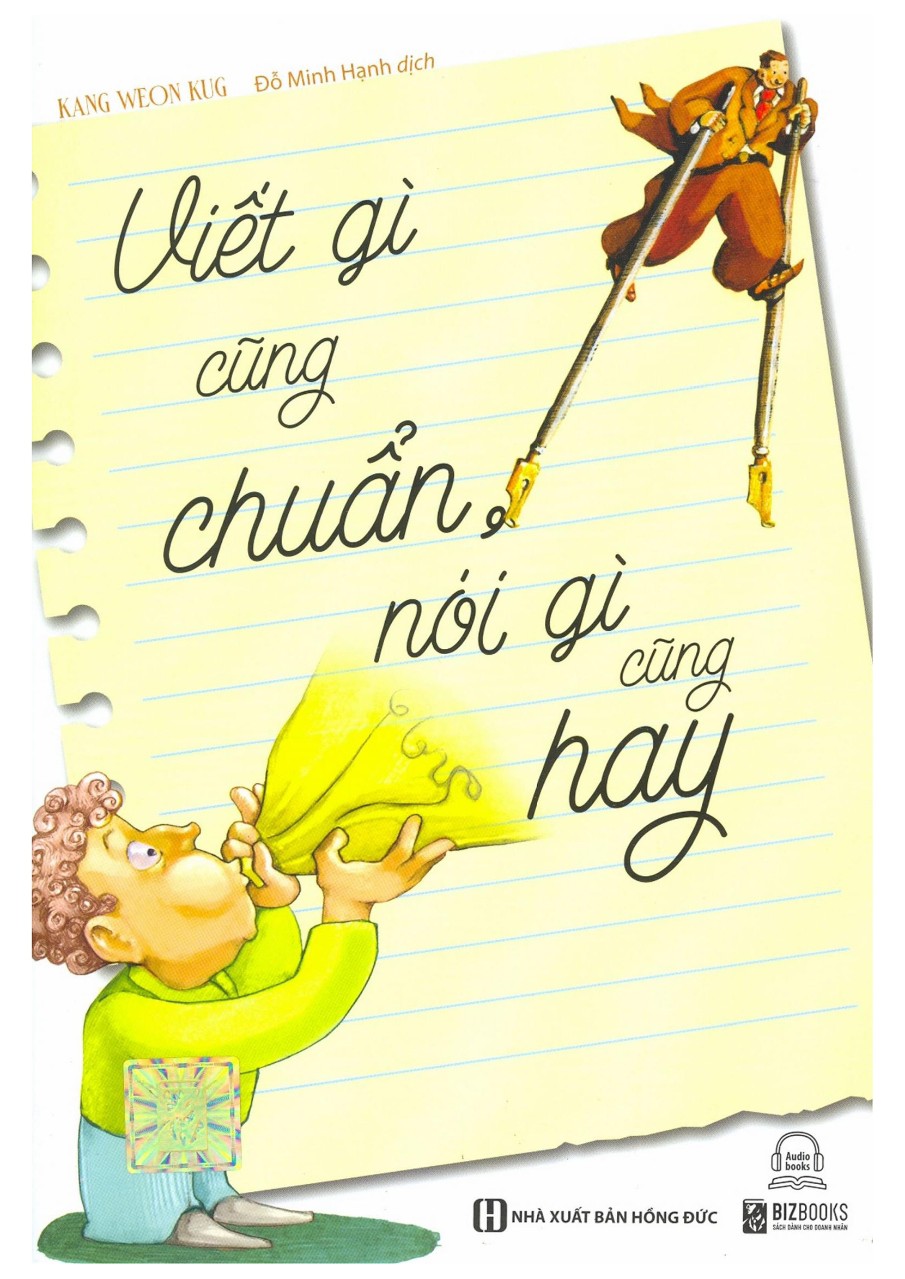 KANG WEON KUG Đỗ Minh Hạnh dịch
Viết gì
cũng
chuẩn,
nói gì
cũng
hay
Audio
books
NHÀ XUẤT BẢN HỒNG ĐỨC
BIZBOOKS
SÁCH DÀNH CHO DOANH NHÂN